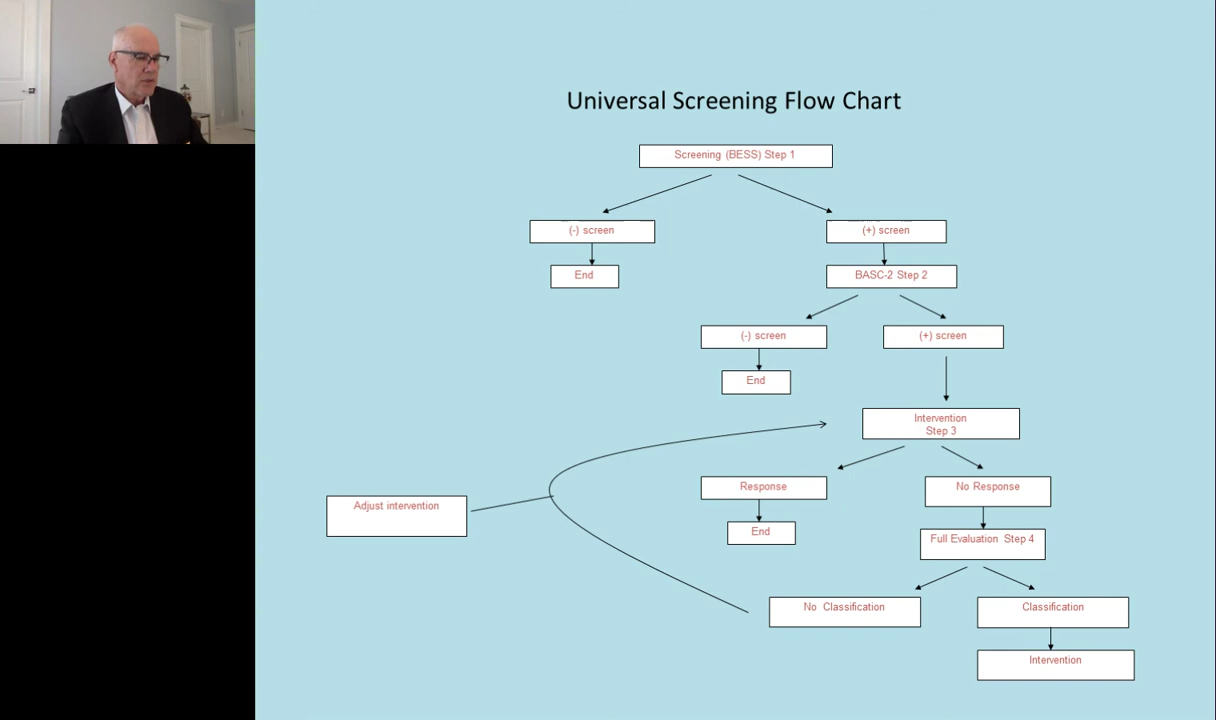 Universal Screening Flow Chart
Screening (BESS) Step 1
(-) screen
(+) screen
End
BASC-2 Step 2
(-) screen
(+) screen
End
Intervention
Step 3
Response
No Response
Adjust intervention
End
Full Evaluation Step 4
No Classification
Classification
Intervention